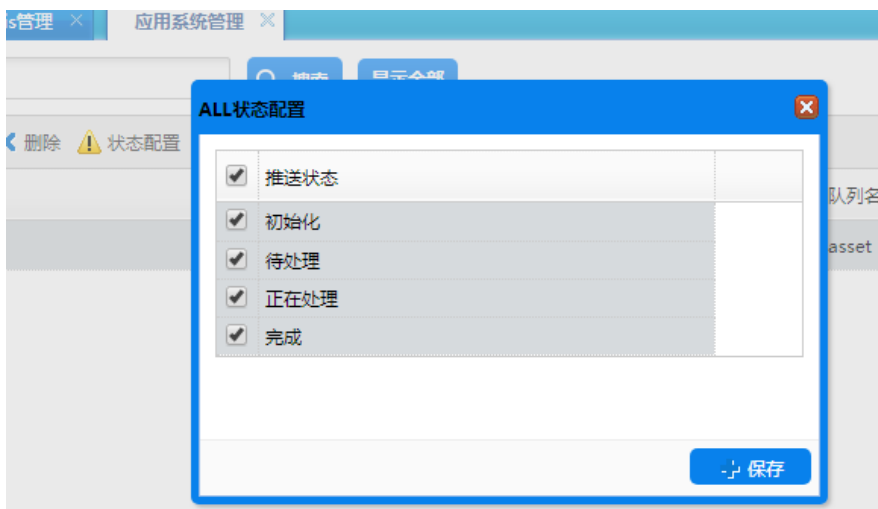 s管理
应用系统管理
搜索
显示全部
删除
状态配置
队列名
asset
ALL状态配置
推送状态
初始化
待处理
正在处理
完成
保存